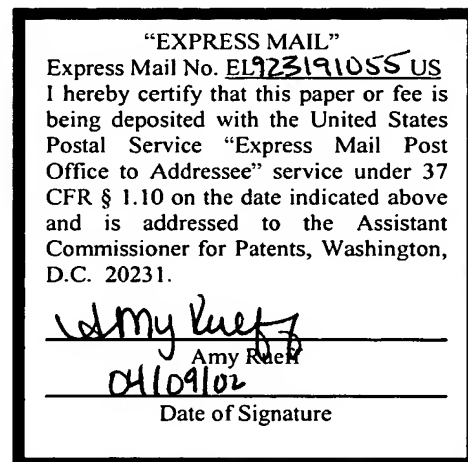 “EXPRESS MAIL”
Express Mail No. EL923191055 US
I hereby certify that this paper or fee is
being deposited with the United States
Postal Service “Express Mail Post
Office to Addressee” service under 37
CFR § 1.10 on the date indicated above
and is addressed to the Assistant
Commissioner for Patents, Washington,
D.C. 20231.
Amy Rueff
Amy Rueff
04/09/02
Date of Signature